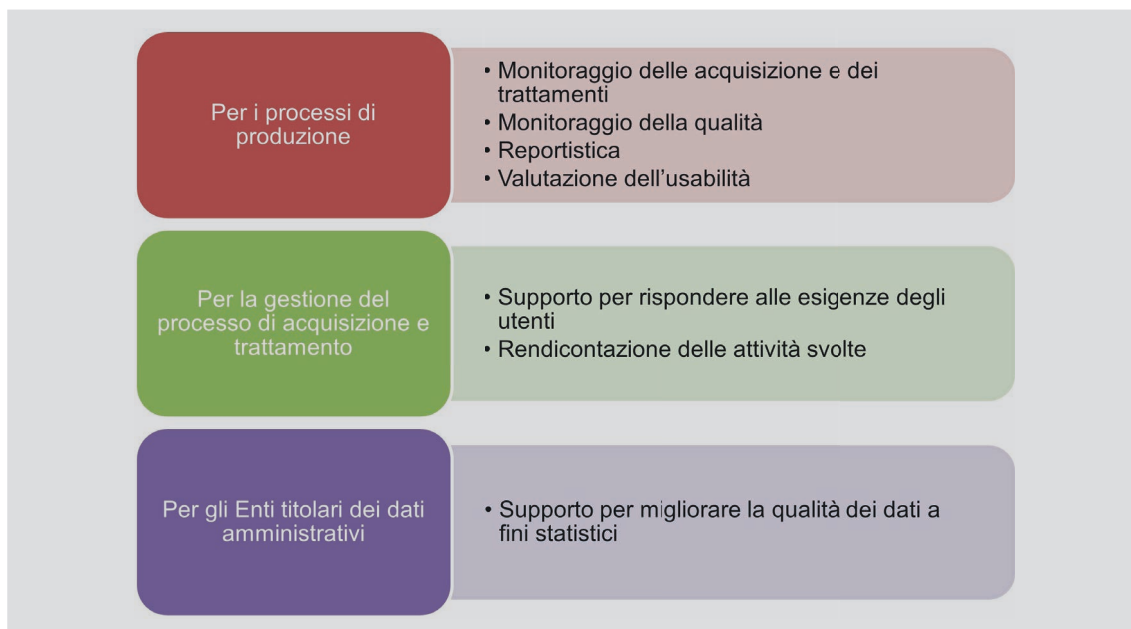 Per i processi di
produzione
• Monitoraggio delle acquisizione e dei
trattamenti
• Monitoraggio della qualità
• Reportistica
• Valutazione dell'usabilità
Per la gestione del
processo di acquisizione e
trattamento
• Supporto per rispondere alle esigenze degli
utenti
• Rendicontazione delle attività svolte
Per gli Enti titolari dei dati
amministrativi
• Supporto per migliorare la qualità dei dati a
fini statistici